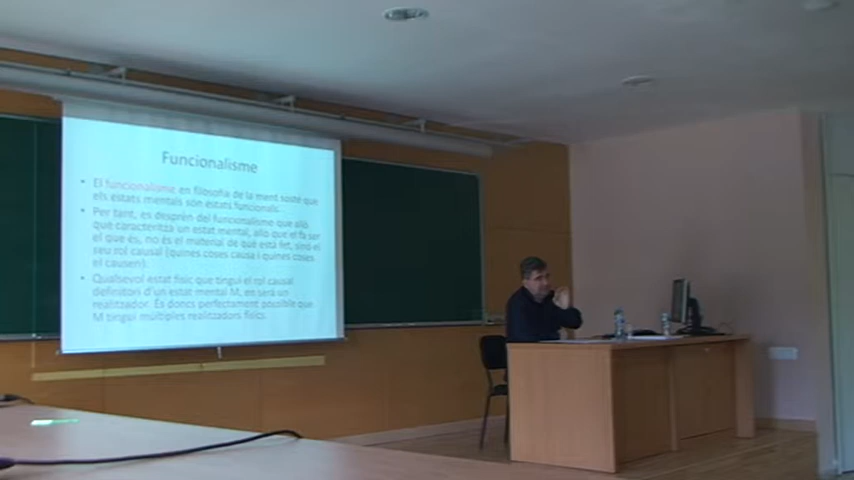 Funcionalisme
• El funcionalisme en filosofia de la ment sosté que
els estats mentals són estats funcionals.
• Per tant, es desprèn del funcionalisme que allò
què caracteritza un estat mental, allò que el fa ser
el que és, no és el material de què està fet, sinó el
seu rol causal (quines coses causa i quines coses
el causen).
• Qualsevol estat físic que tingui el rol causal
definitori d'un estat mental M, en serà un
realitzador. És doncs perfectament possible que
M tingui múltiples realitzadors físics.